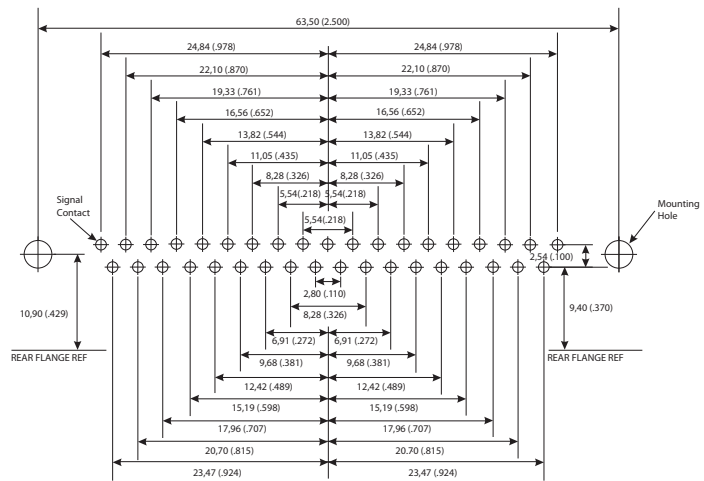 63,50 (2.500)
24,84 (.978) 24,84 (.978)
22,10 (.870) 22,10 (.870)
19,33 (.761) 19,33 (.761)
16,56 (.652) 16,56 (.652)
13,82 (.544) 13,82 (.544)
11,05 (.435) 11,05 (.435)
8,28 (.326) 8,28 (.326)
5,54(.218) 5,54(.218)
5,54(.218)
Signal
Contact
Mounting
Hole
2,54 (.100)
2,80 (.110)
10,90 (.429)
9,40 (.370)
8,28 (.326)
6,91 (.272) 6,91 (.272)
REAR FLANGE REF REAR FLANGE REF
9,68 (.381) 9,68 (.381)
12,42 (.489) 12,42 (.489)
15,19 (.598) 15,19 (.598)
17,96 (.707) 17,96 (.707)
20,70 (.815) 20.70 (.815)
23,47 (.924) 23,47 (.924)